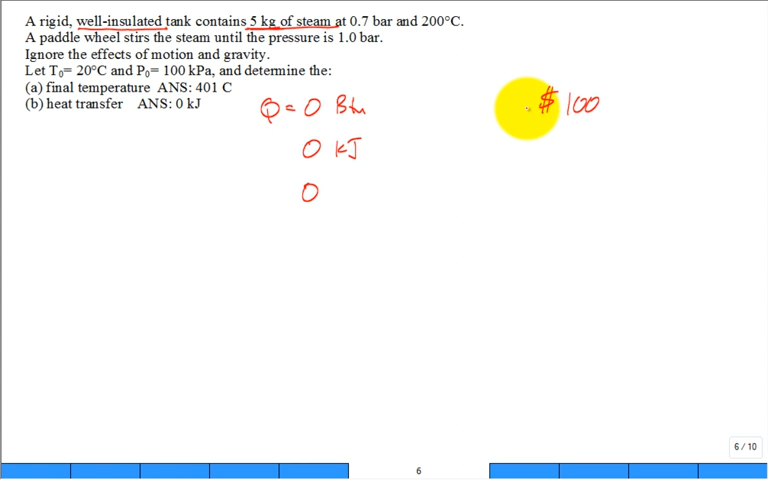 A rigid, well-insulated tank contains 5 kg of steam at 0.7 bar and 200°C.
A paddle wheel stirs the steam until the pressure is 1.0 bar.
Ignore the effects of motion and gravity.
Let T₀= 20°C and P₀= 100 kPa, and determine the:
(a) final temperature ANS: 401 C
(b) heat transfer ANS: 0 kJ
Q = 0 Btu
$ 100
0 kJ
0
6 / 10
6